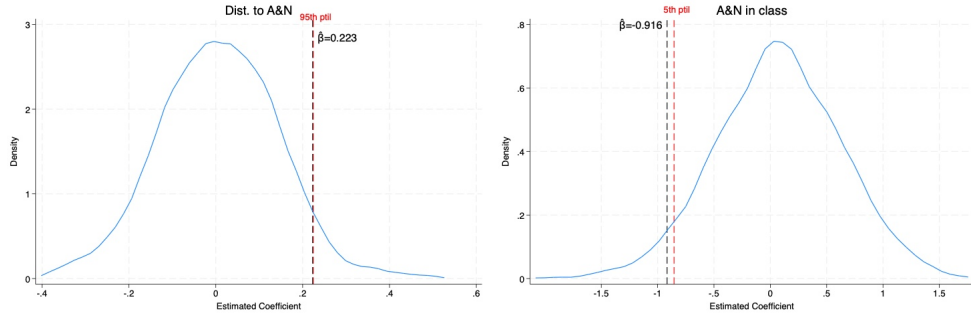 Dist. to A&N
95th ptil
β̂=0.223
3
2
1
0
Density
-.4
-.2
0
.2
.4
.6
Estimated Coefficient
A&N in class
5th ptil
β̂=-0.916
.8
.6
.4
.2
0
Density
-1.5
-1
-.5
0
.5
1
1.5
Estimated Coefficient